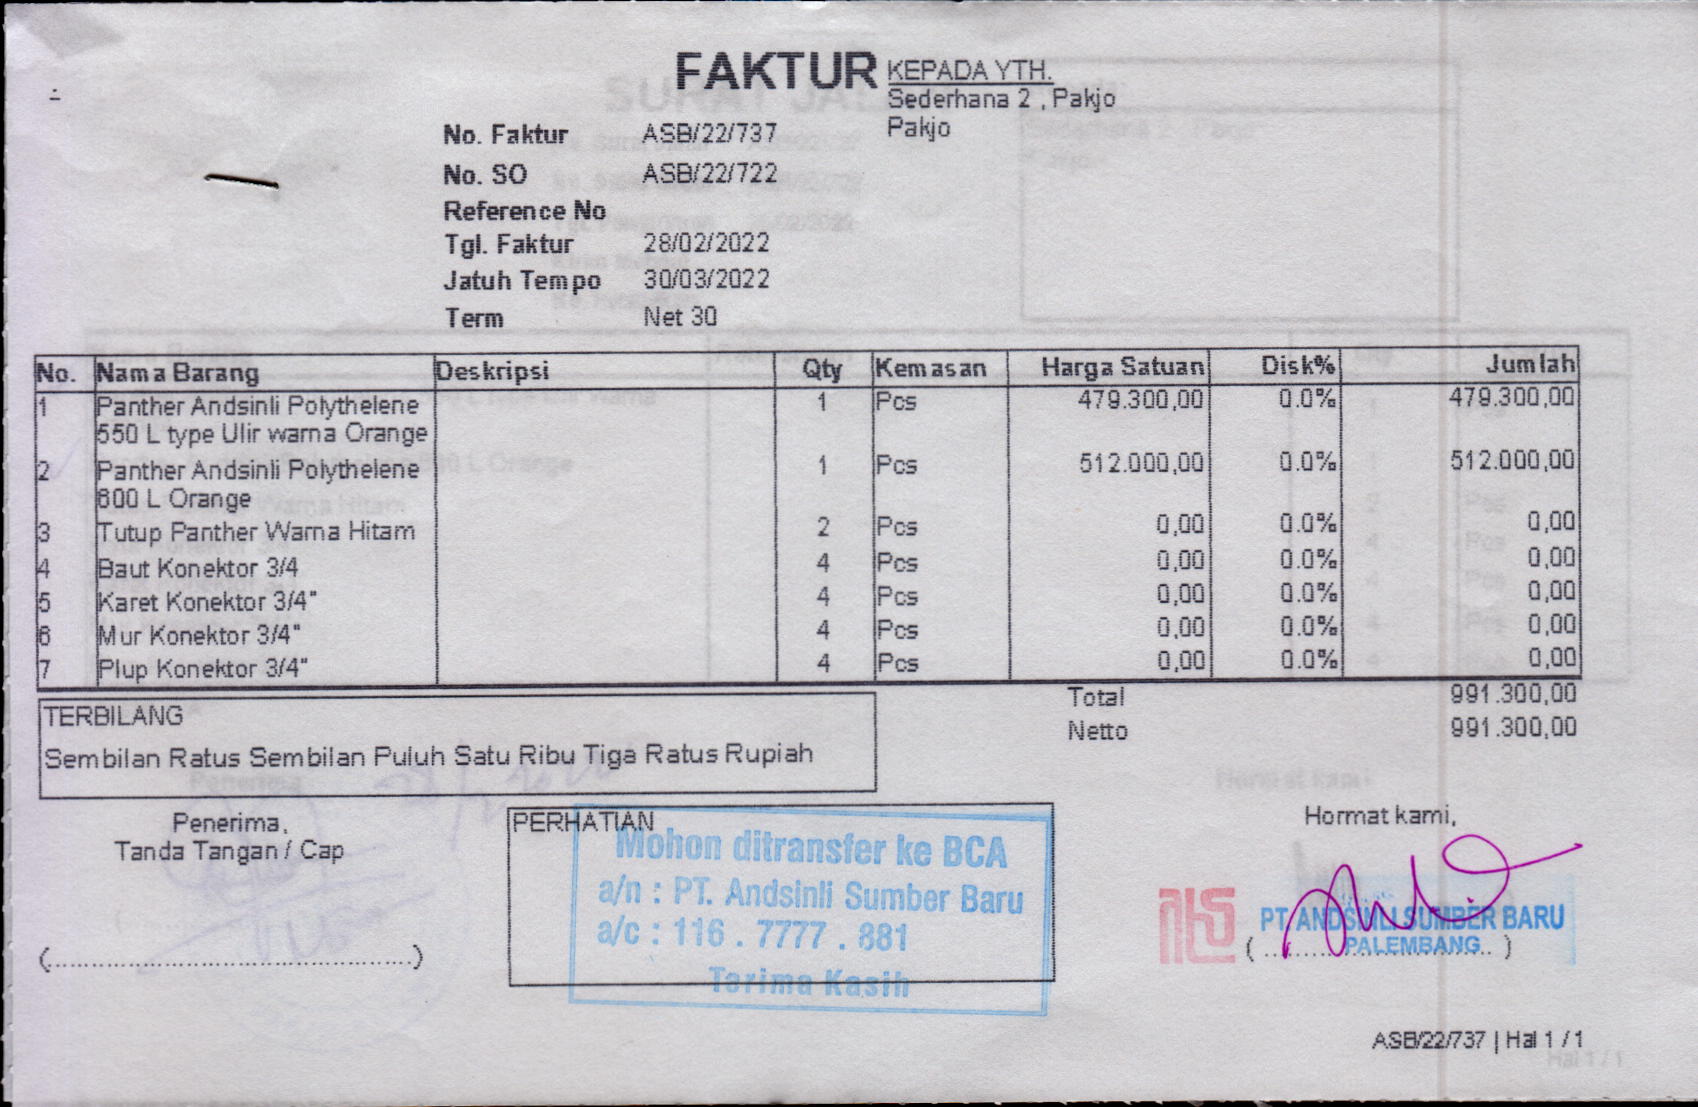 FAKTUR
KEPADA YTH.
Sederhana 2 , Pakjo
Pakjo
No. Faktur ASB/22/737
No. SO ASB/22/722
Reference No
Tgl. Faktur 28/02/2022
Jatuh Tempo 30/03/2022
Term Net 30
No. Nama Barang Deskripsi Qty Kemasan Harga Satuan Disk% Jumlah
1 Panther Andsinli Polythelene 1 Pcs 479.300,00 0.0% 479.300,00
550 L type Ulir warna Orange
2 Panther Andsinli Polythelene 1 Pcs 512.000,00 0.0% 512.000,00
600 L Orange
3 Tutup Panther Warna Hitam 2 Pcs 0,00 0.0% 0,00
4 Baut Konektor 3/4 4 Pcs 0,00 0.0% 0,00
5 Karet Konektor 3/4" 4 Pcs 0,00 0.0% 0,00
6 Mur Konektor 3/4" 4 Pcs 0,00 0.0% 0,00
7 Plup Konektor 3/4" 4 Pcs 0,00 0.0% 0,00
Total 991.300,00
Netto 991.300,00
TERBILANG
Sembilan Ratus Sembilan Puluh Satu Ribu Tiga Ratus Rupiah
Penerima,
Tanda Tangan / Cap
(................................................)
PERHATIAN
Mohon ditransfer ke BCA
a/n : PT. Andsinli Sumber Baru
a/c : 116 . 7777 . 881
Terima Kasih
Hormat kami,
PT. ANDSINLI SUMBER BARU
PALEMBANG
ASB/22/737 | Hal 1 / 1